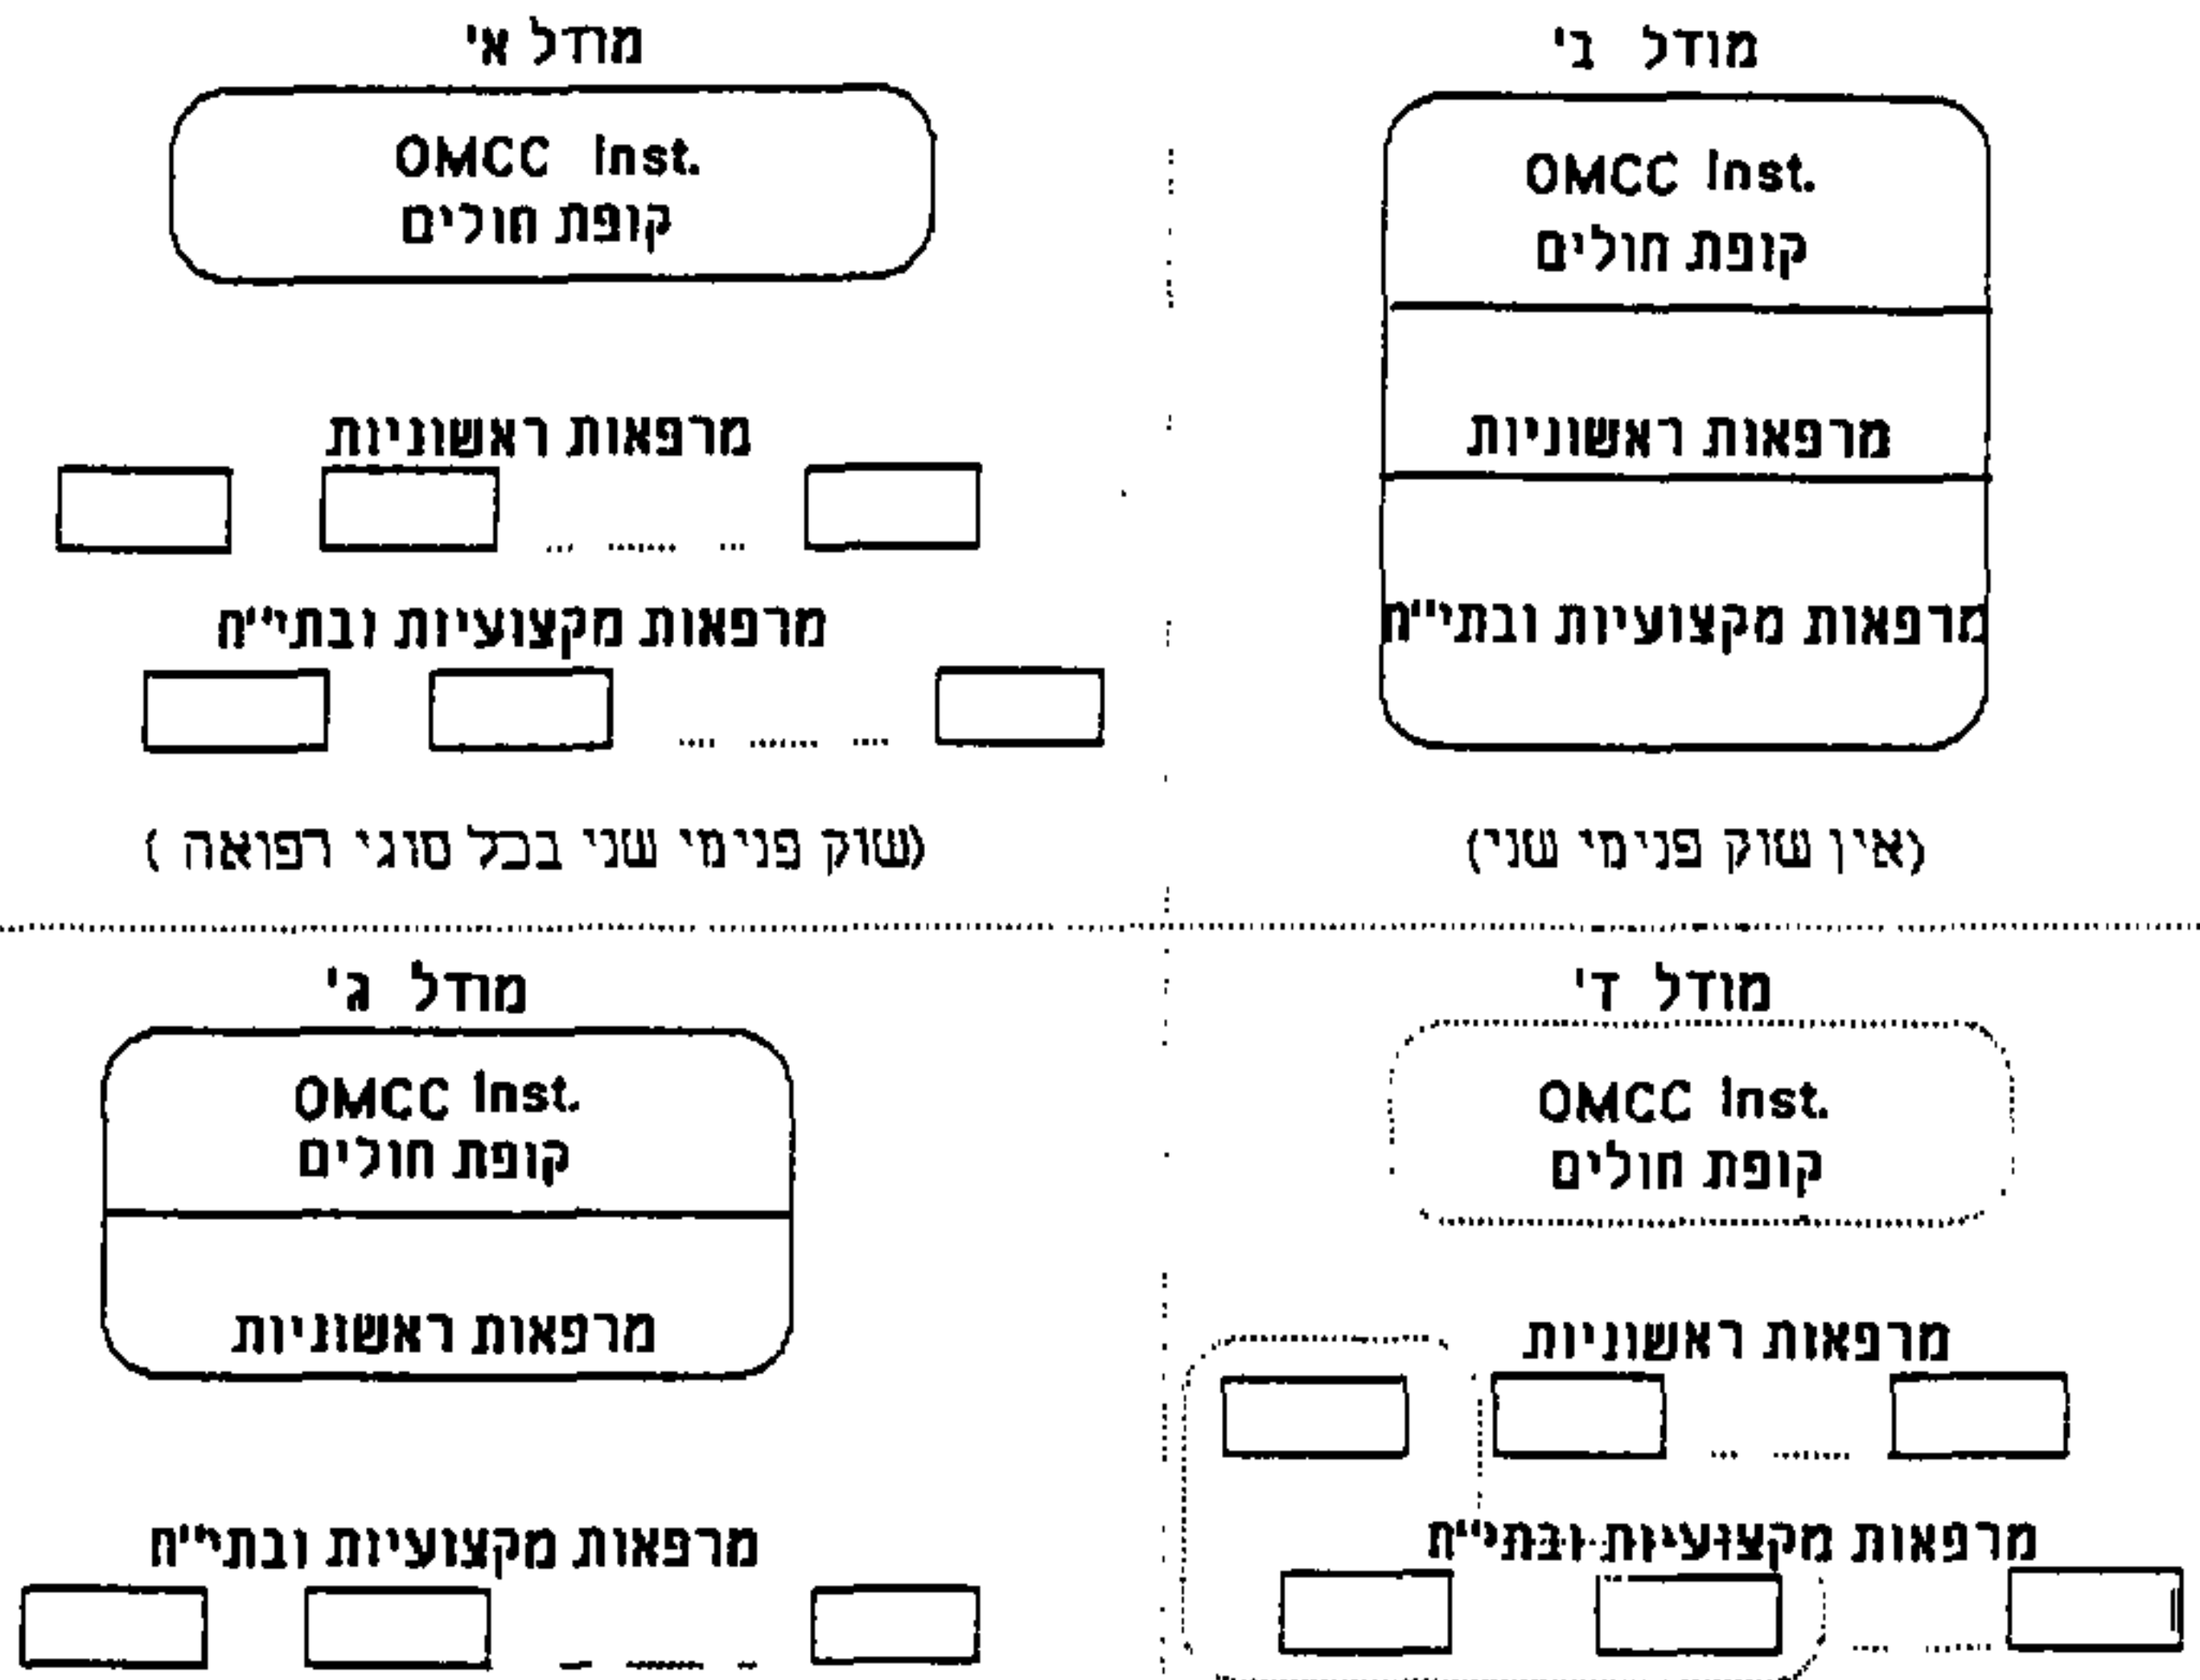 מודל א'
OMCC Inst.
קופת חולים
מרפאות ראשוניות
מרפאות מקצועיות ובתי"ח
(שוק פנימי שני בכל סוגי רפואה )
מודל ב'
OMCC Inst.
קופת חולים
מרפאות ראשוניות
מרפאות מקצועיות ובתי"ח
(אין שוק פנימי שני)
מודל ג'
OMCC Inst.
קופת חולים
מרפאות ראשוניות
מרפאות מקצועיות ובתי"ח
מודל ד'
OMCC Inst.
קופת חולים
מרפאות ראשוניות
מרפאות מקצועיות ובתי"ח